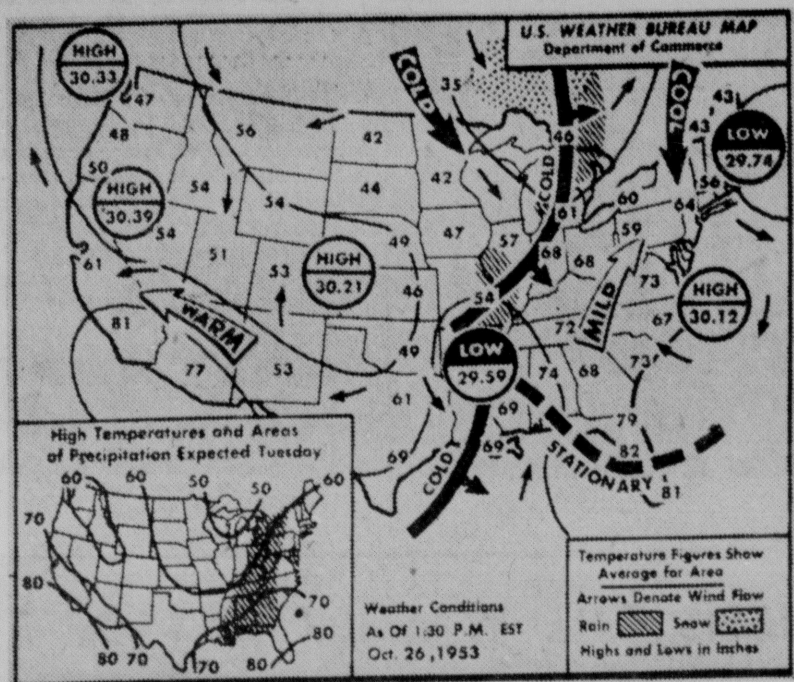 U.S. WEATHER BUREAU MAP
Department of Commerce
HIGH
30.33
47
48
50
HIGH
30.39
54
61
81
77
WARM
56
54
54
51
53
53
HIGH
30.21
42
44
49
46
49
61
69
COLD
35
42
47
57
54
COLD
46
61
68
68
60
59
COOL
43
43
LOW
29.74
56
64
73
67
HIGH
30.12
MILD
72
68
73
74
LOW
29.59
69
69
COLD
79
82
81
STATIONARY
High Temperatures and Areas
of Precipitation Expected Tuesday
60
60
50
50
60
70
80
80
70
70
80
80
70
Weather Conditions
As Of 1:30 P.M. EST
Oct. 26, 1953
Temperature Figures Show
Average for Area
Arrows Denote Wind Flow
Rain Snow
Highs and Lows in Inches